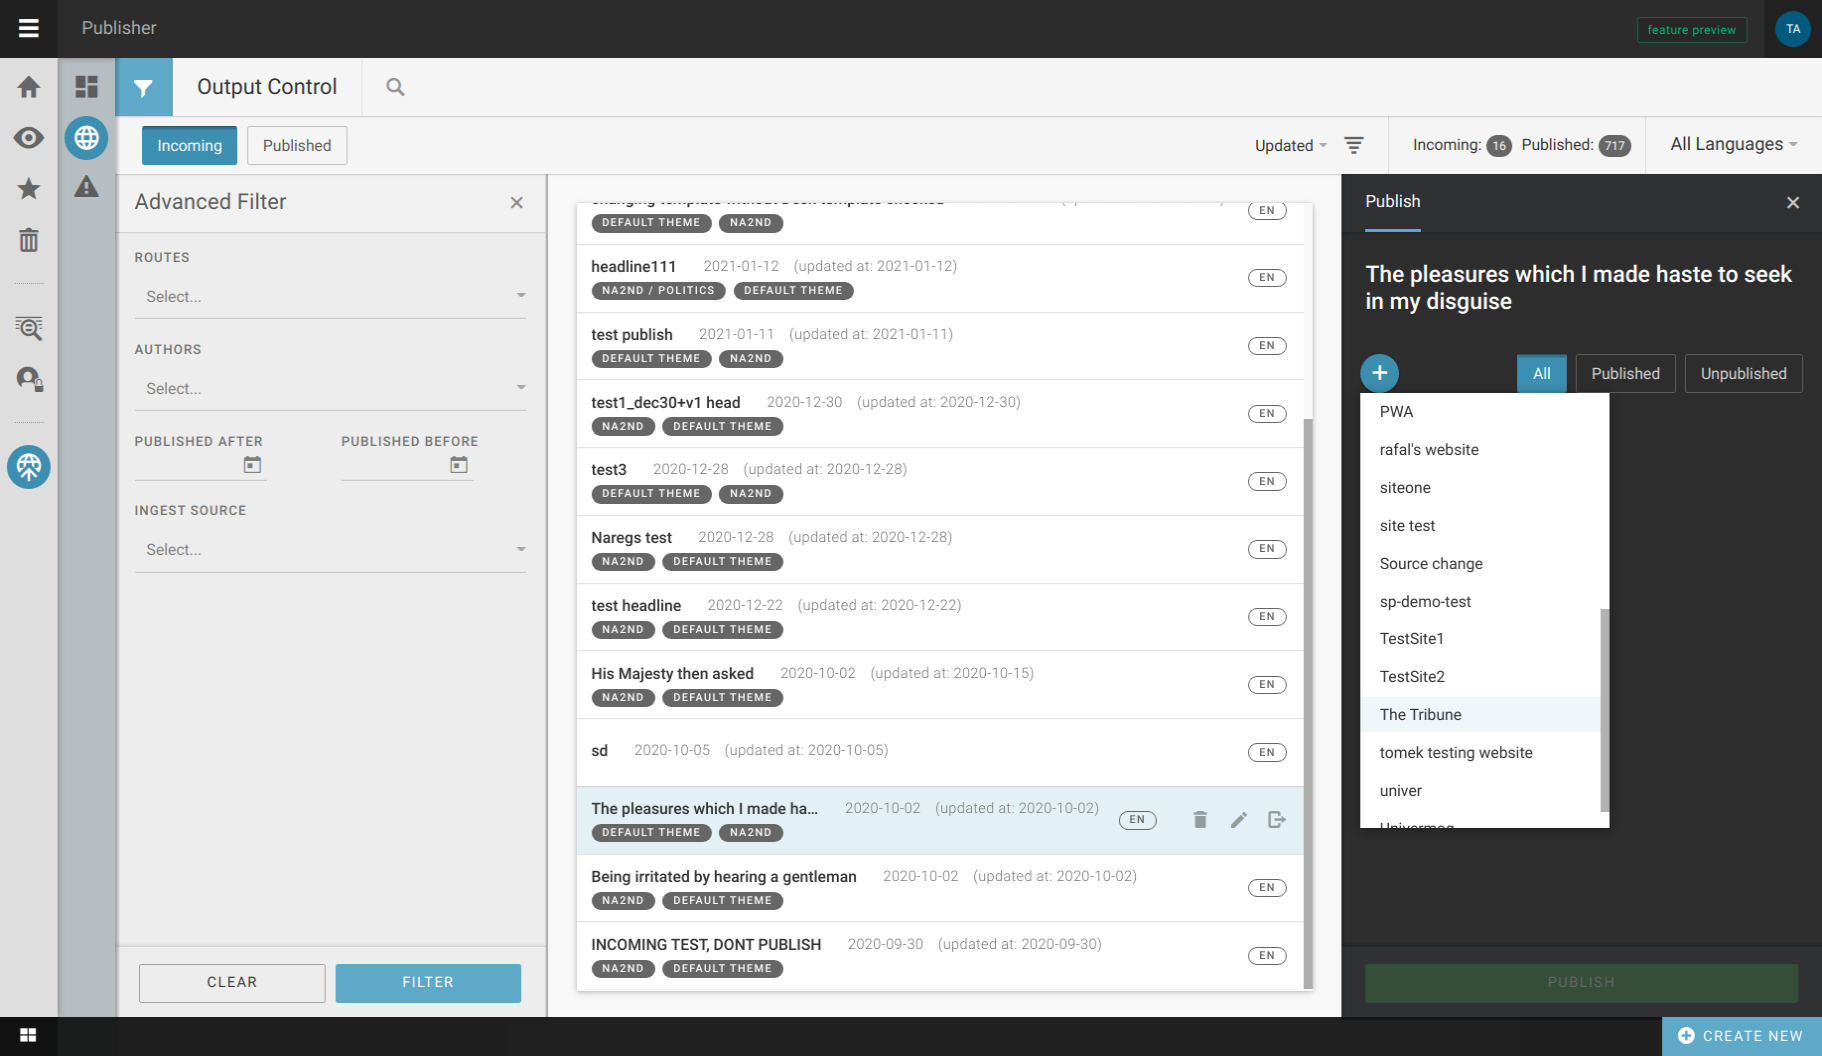 Publisher
feature preview
TA
Output Control
Incoming
Published
Updated
Incoming: 16 Published: 717
All Languages
Advanced Filter
ROUTES
Select...
AUTHORS
Select...
PUBLISHED AFTER
PUBLISHED BEFORE
INGEST SOURCE
Select...
CLEAR
FILTER
EN
DEFAULT THEME NA2ND
headline111 2021-01-12 (updated at: 2021-01-12)
EN
NA2ND / POLITICS DEFAULT THEME
test publish 2021-01-11 (updated at: 2021-01-11)
EN
DEFAULT THEME NA2ND
test1_dec30+v1 head 2020-12-30 (updated at: 2020-12-30)
EN
NA2ND DEFAULT THEME
test3 2020-12-28 (updated at: 2020-12-28)
EN
DEFAULT THEME NA2ND
Naregs test 2020-12-28 (updated at: 2020-12-28)
EN
NA2ND DEFAULT THEME
test headline 2020-12-22 (updated at: 2020-12-22)
EN
NA2ND DEFAULT THEME
His Majesty then asked 2020-10-02 (updated at: 2020-10-15)
EN
NA2ND DEFAULT THEME
sd 2020-10-05 (updated at: 2020-10-05)
EN
The pleasures which I made ha... 2020-10-02 (updated at: 2020-10-02)
EN
DEFAULT THEME NA2ND
Being irritated by hearing a gentleman 2020-10-02 (updated at: 2020-10-02)
EN
NA2ND DEFAULT THEME
INCOMING TEST, DONT PUBLISH 2020-09-30 (updated at: 2020-09-30)
EN
NA2ND DEFAULT THEME
Publish
The pleasures which I made haste to seek
in my disguise
All
Published
Unpublished
PWA
rafal's website
siteone
site test
Source change
sp-demo-test
TestSite1
TestSite2
The Tribune
tomek testing website
univer
PUBLISH
CREATE NEW